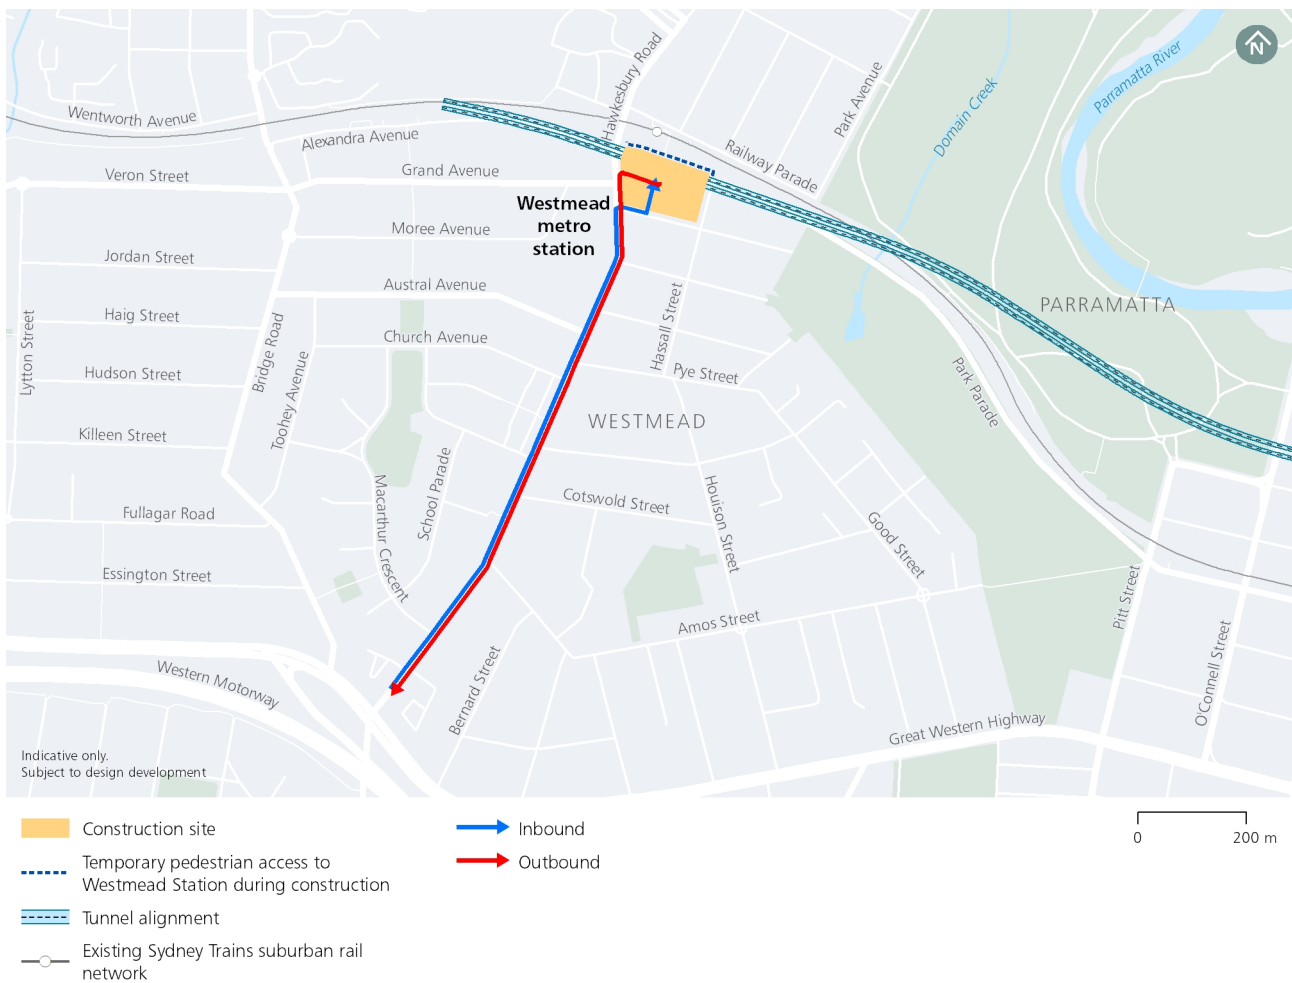 Hawkesbury Road
N
Parramatta River
Park Avenue
Domain Creek
Wentworth Avenue
Alexandra Avenue
Railway Parade
Veron Street
Grand Avenue
Westmead
metro
station
Moree Avenue
Jordan Street
Austral Avenue
Hassall Street
PARRAMATTA
Haig Street
Church Avenue
Lytton Street
Bridge Road
Toohey Avenue
Hudson Street
Pye Street
Park Parade
WESTMEAD
Killeen Street
School Parade
Macarthur Crescent
Cotswold Street
Houison Street
Fullagar Road
Good Street
Essington Street
Pitt Street
Amos Street
O'Connell Street
Western Motorway
Bernard Street
Great Western Highway
Indicative only.
Subject to design development
Construction site
Temporary pedestrian access to
Westmead Station during construction
Tunnel alignment
Existing Sydney Trains suburban rail
network
Inbound
Outbound
0 200 m